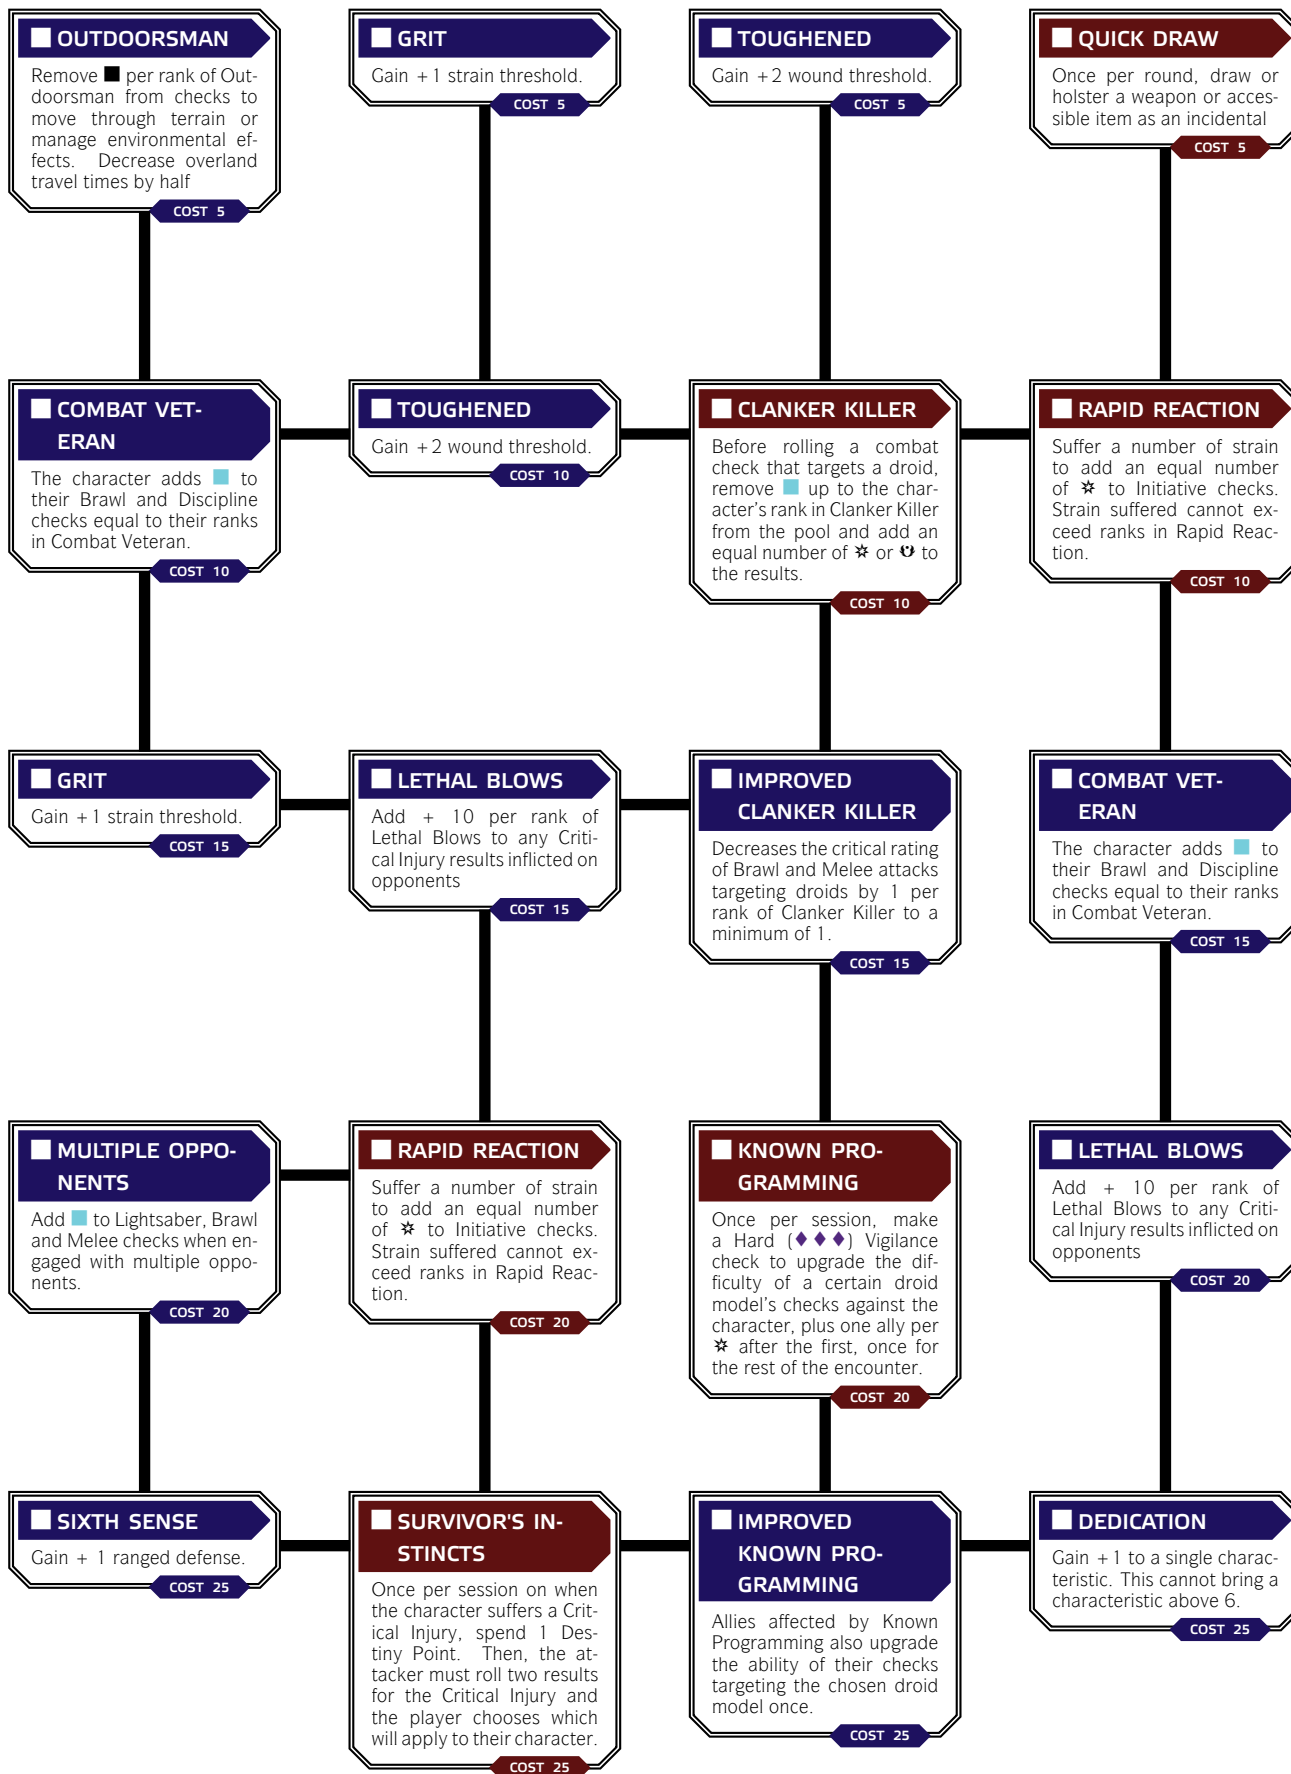 OUTDOORSMAN
Remove ■ per rank of Out-
doorsman from checks to
move through terrain or
manage environmental ef-
fects. Decrease overland
travel times by half
COST 5
GRIT
Gain +1 strain threshold.
COST 5
TOUGHENED
Gain +2 wound threshold.
COST 5
QUICK DRAW
Once per round, draw or
holster a weapon or acces-
sible item as an incidental
COST 5
COMBAT VET-
ERAN
The character adds ■ to
their Brawl and Discipline
checks equal to their ranks
in Combat Veteran.
COST 10
TOUGHENED
Gain +2 wound threshold.
COST 10
CLANKER KILLER
Before rolling a combat
check that targets a droid,
remove ■ up to the char-
acter's rank in Clanker Killer
from the pool and add an
equal number of or to
the results.
COST 10
RAPID REACTION
Suffer a number of strain
to add an equal number
of to Initiative checks.
Strain suffered cannot ex-
ceed ranks in Rapid Reac-
tion.
COST 10
GRIT
Gain +1 strain threshold.
COST 15
LETHAL BLOWS
Add + 10 per rank of
Lethal Blows to any Criti-
cal Injury results inflicted on
opponents
COST 15
IMPROVED
CLANKER KILLER
Decreases the critical rating
of Brawl and Melee attacks
targeting droids by 1 per
rank of Clanker Killer to a
minimum of 1.
COST 15
COMBAT VET-
ERAN
The character adds ■ to
their Brawl and Discipline
checks equal to their ranks
in Combat Veteran.
COST 15
MULTIPLE OPPO-
NENTS
Add ■ to Lightsaber, Brawl
and Melee checks when en-
gaged with multiple oppo-
nents.
COST 20
RAPID REACTION
Suffer a number of strain
to add an equal number
of to Initiative checks.
Strain suffered cannot ex-
ceed ranks in Rapid Reac-
tion.
COST 20
KNOWN PRO-
GRAMMING
Once per session, make
a Hard (♦ ♦ ♦) Vigilance
check to upgrade the dif-
ficulty of a certain droid
model's checks against the
character, plus one ally per
after the first, once for
the rest of the encounter.
COST 20
LETHAL BLOWS
Add + 10 per rank of
Lethal Blows to any Criti-
cal Injury results inflicted on
opponents
COST 20
SIXTH SENSE
Gain + 1 ranged defense.
COST 25
SURVIVOR'S IN-
STINCTS
Once per session on when
the character suffers a Crit-
ical Injury, spend 1 Des-
tiny Point. Then, the at-
tacker must roll two results
for the Critical Injury and
the player chooses which
will apply to their character.
COST 25
IMPROVED
KNOWN PRO-
GRAMMING
Allies affected by Known
Programming also upgrade
the ability of their checks
targeting the chosen droid
model once.
COST 25
DEDICATION
Gain +1 to a single charac-
teristic. This cannot bring a
characteristic above 6.
COST 25